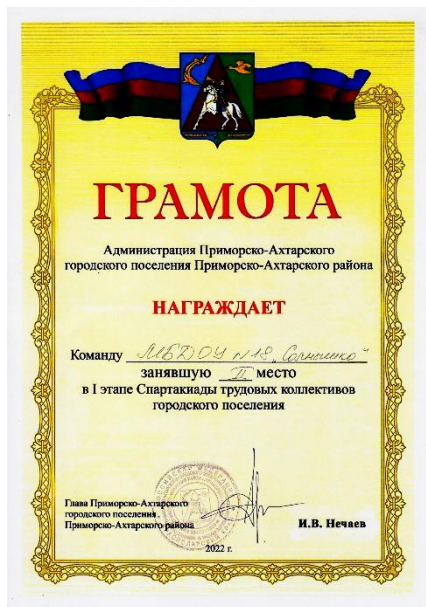 ГРАМОТА
Администрация Приморско-Ахтарского
городского поселения Приморско-Ахтарского района
НАГРАЖДАЕТ
Команду МБДОУ №18 „Солнышко"
занявшую II место
в I этапе Спартакиады трудовых коллективов
городского поселения
Глава Приморско-Ахтарского
городского поселения
Приморско-Ахтарского района
И.В. Нечаев
2022 г.